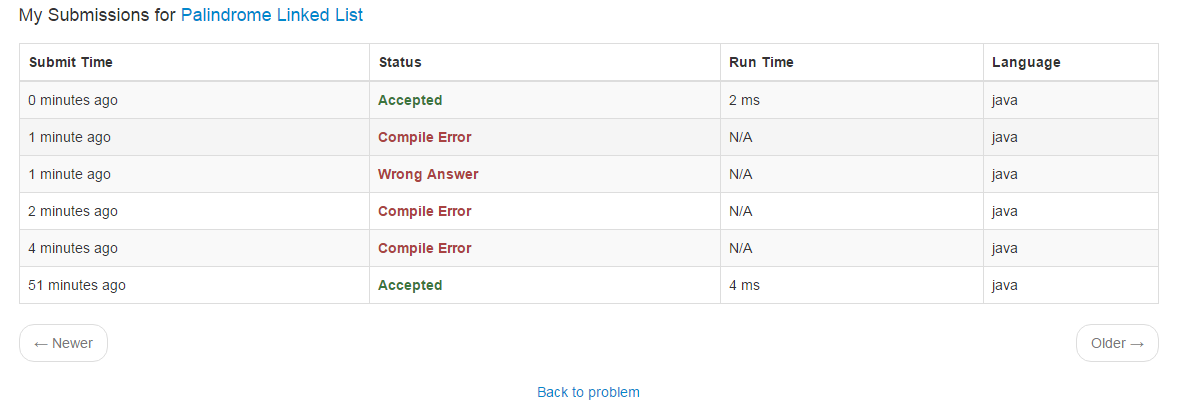 My Submissions for Palindrome Linked List
Submit Time Status Run Time Language
0 minutes ago Accepted 2 ms java
1 minute ago Compile Error N/A java
1 minute ago Wrong Answer N/A java
2 minutes ago Compile Error N/A java
4 minutes ago Compile Error N/A java
51 minutes ago Accepted 4 ms java
← Newer Older →
Back to problem